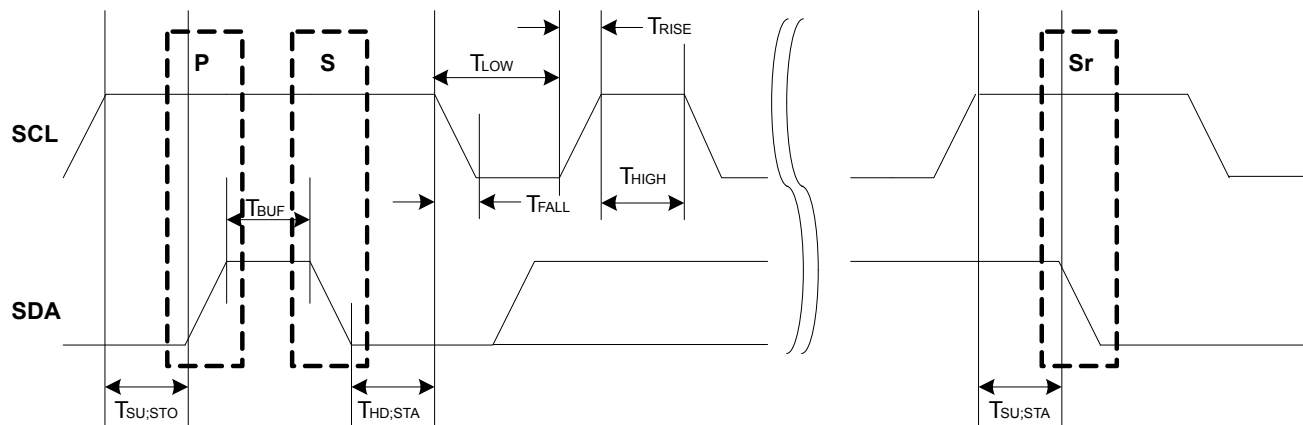 TRISE
P
S
TLOW
Sr
SCL
THIGH
TFALL
TBUF
SDA
TSU;STO
THD;STA
TSU;STA